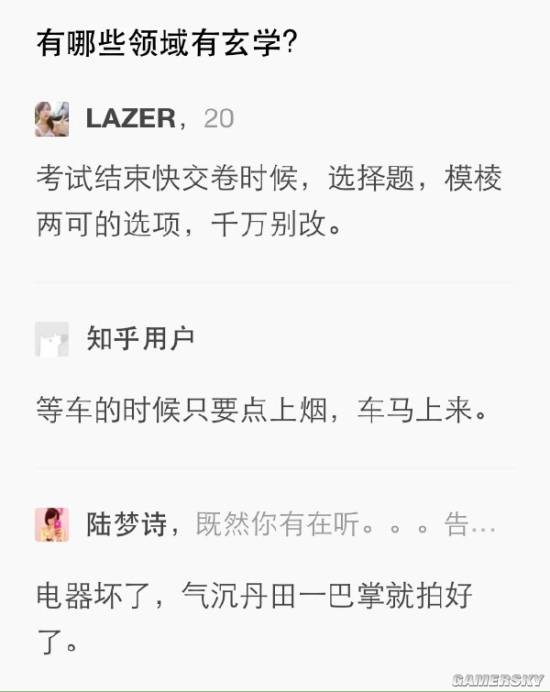 有哪些领域有玄学?
LAZER，20
考试结束快交卷时候，选择题，模棱
两可的选项，千万别改。
知乎用户
等车的时候只要点上烟，车马上来。
陆梦诗，既然你有在听。。。告...
电器坏了，气沉丹田一巴掌就拍好
了。
GAMERSKY